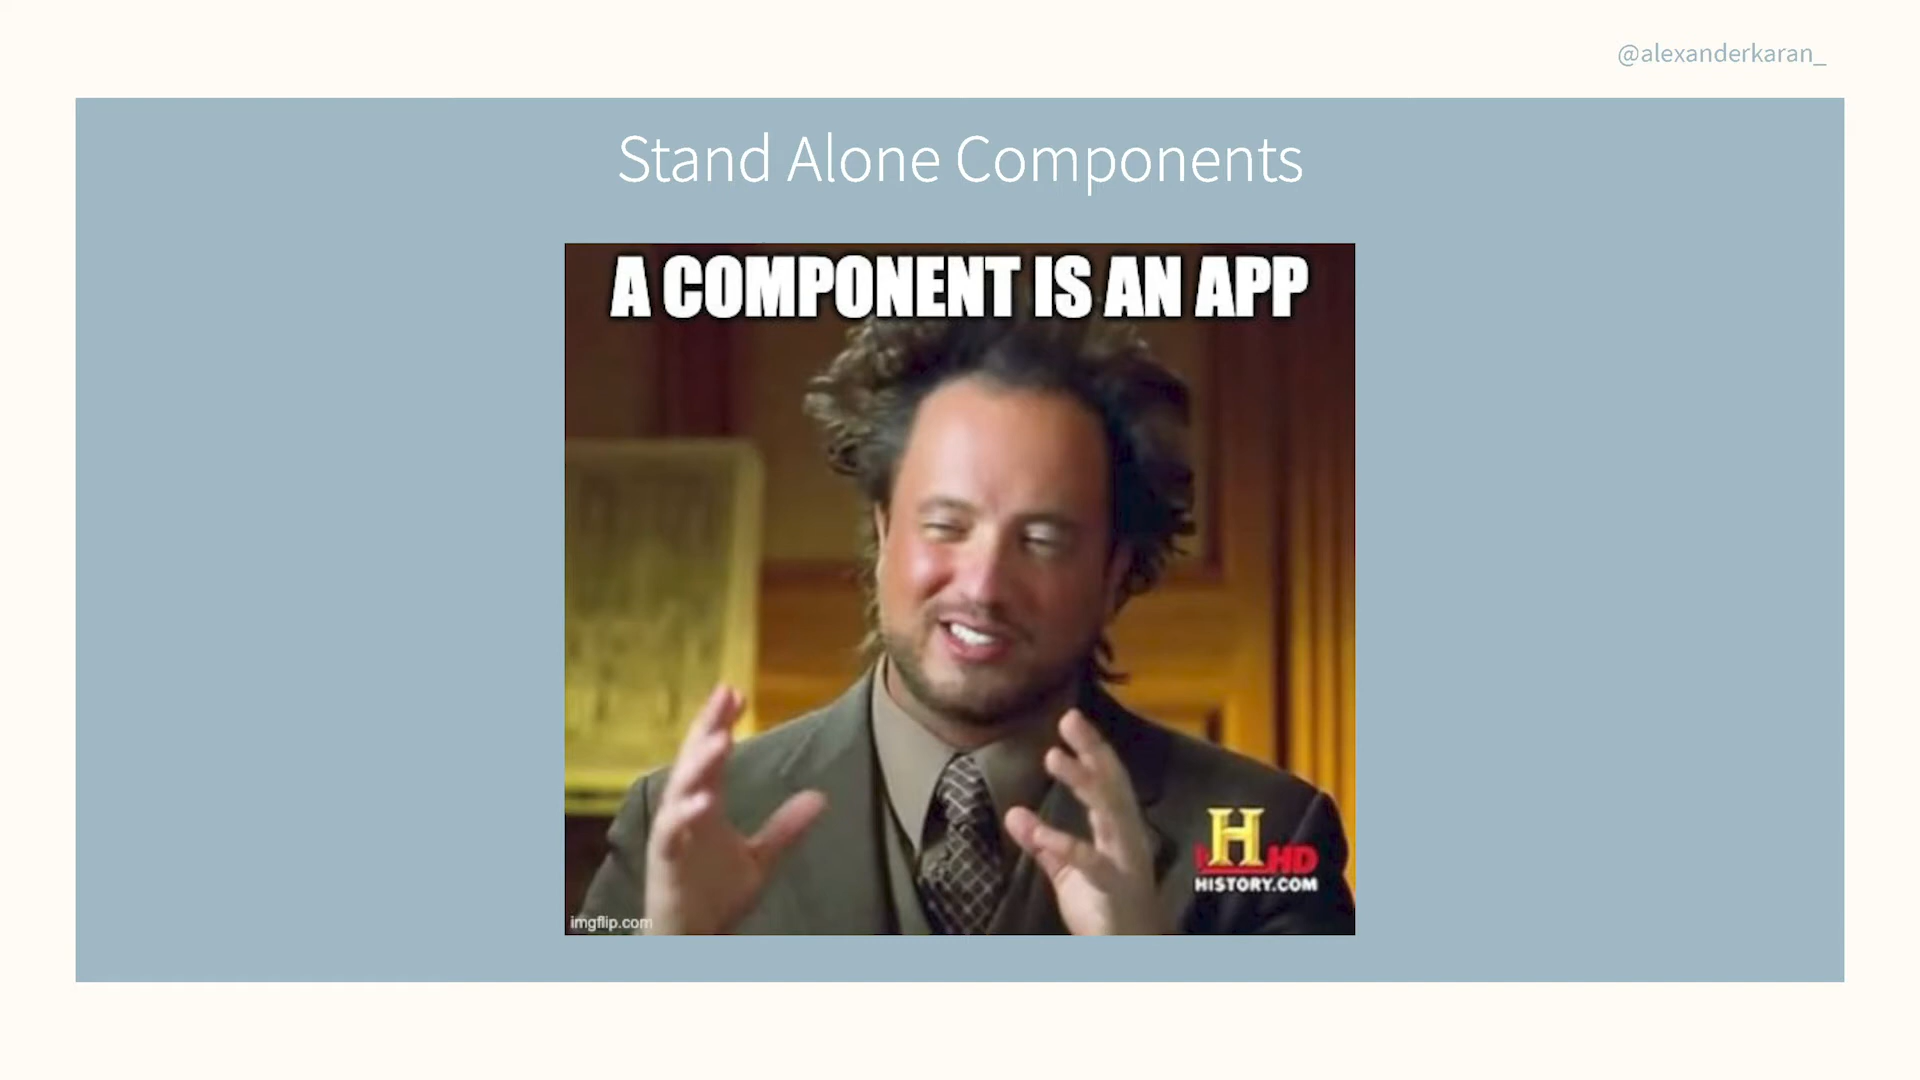 @alexanderkaran_
Stand Alone Components
A COMPONENT IS AN APP
H HD
HISTORY.COM
imgflip.com